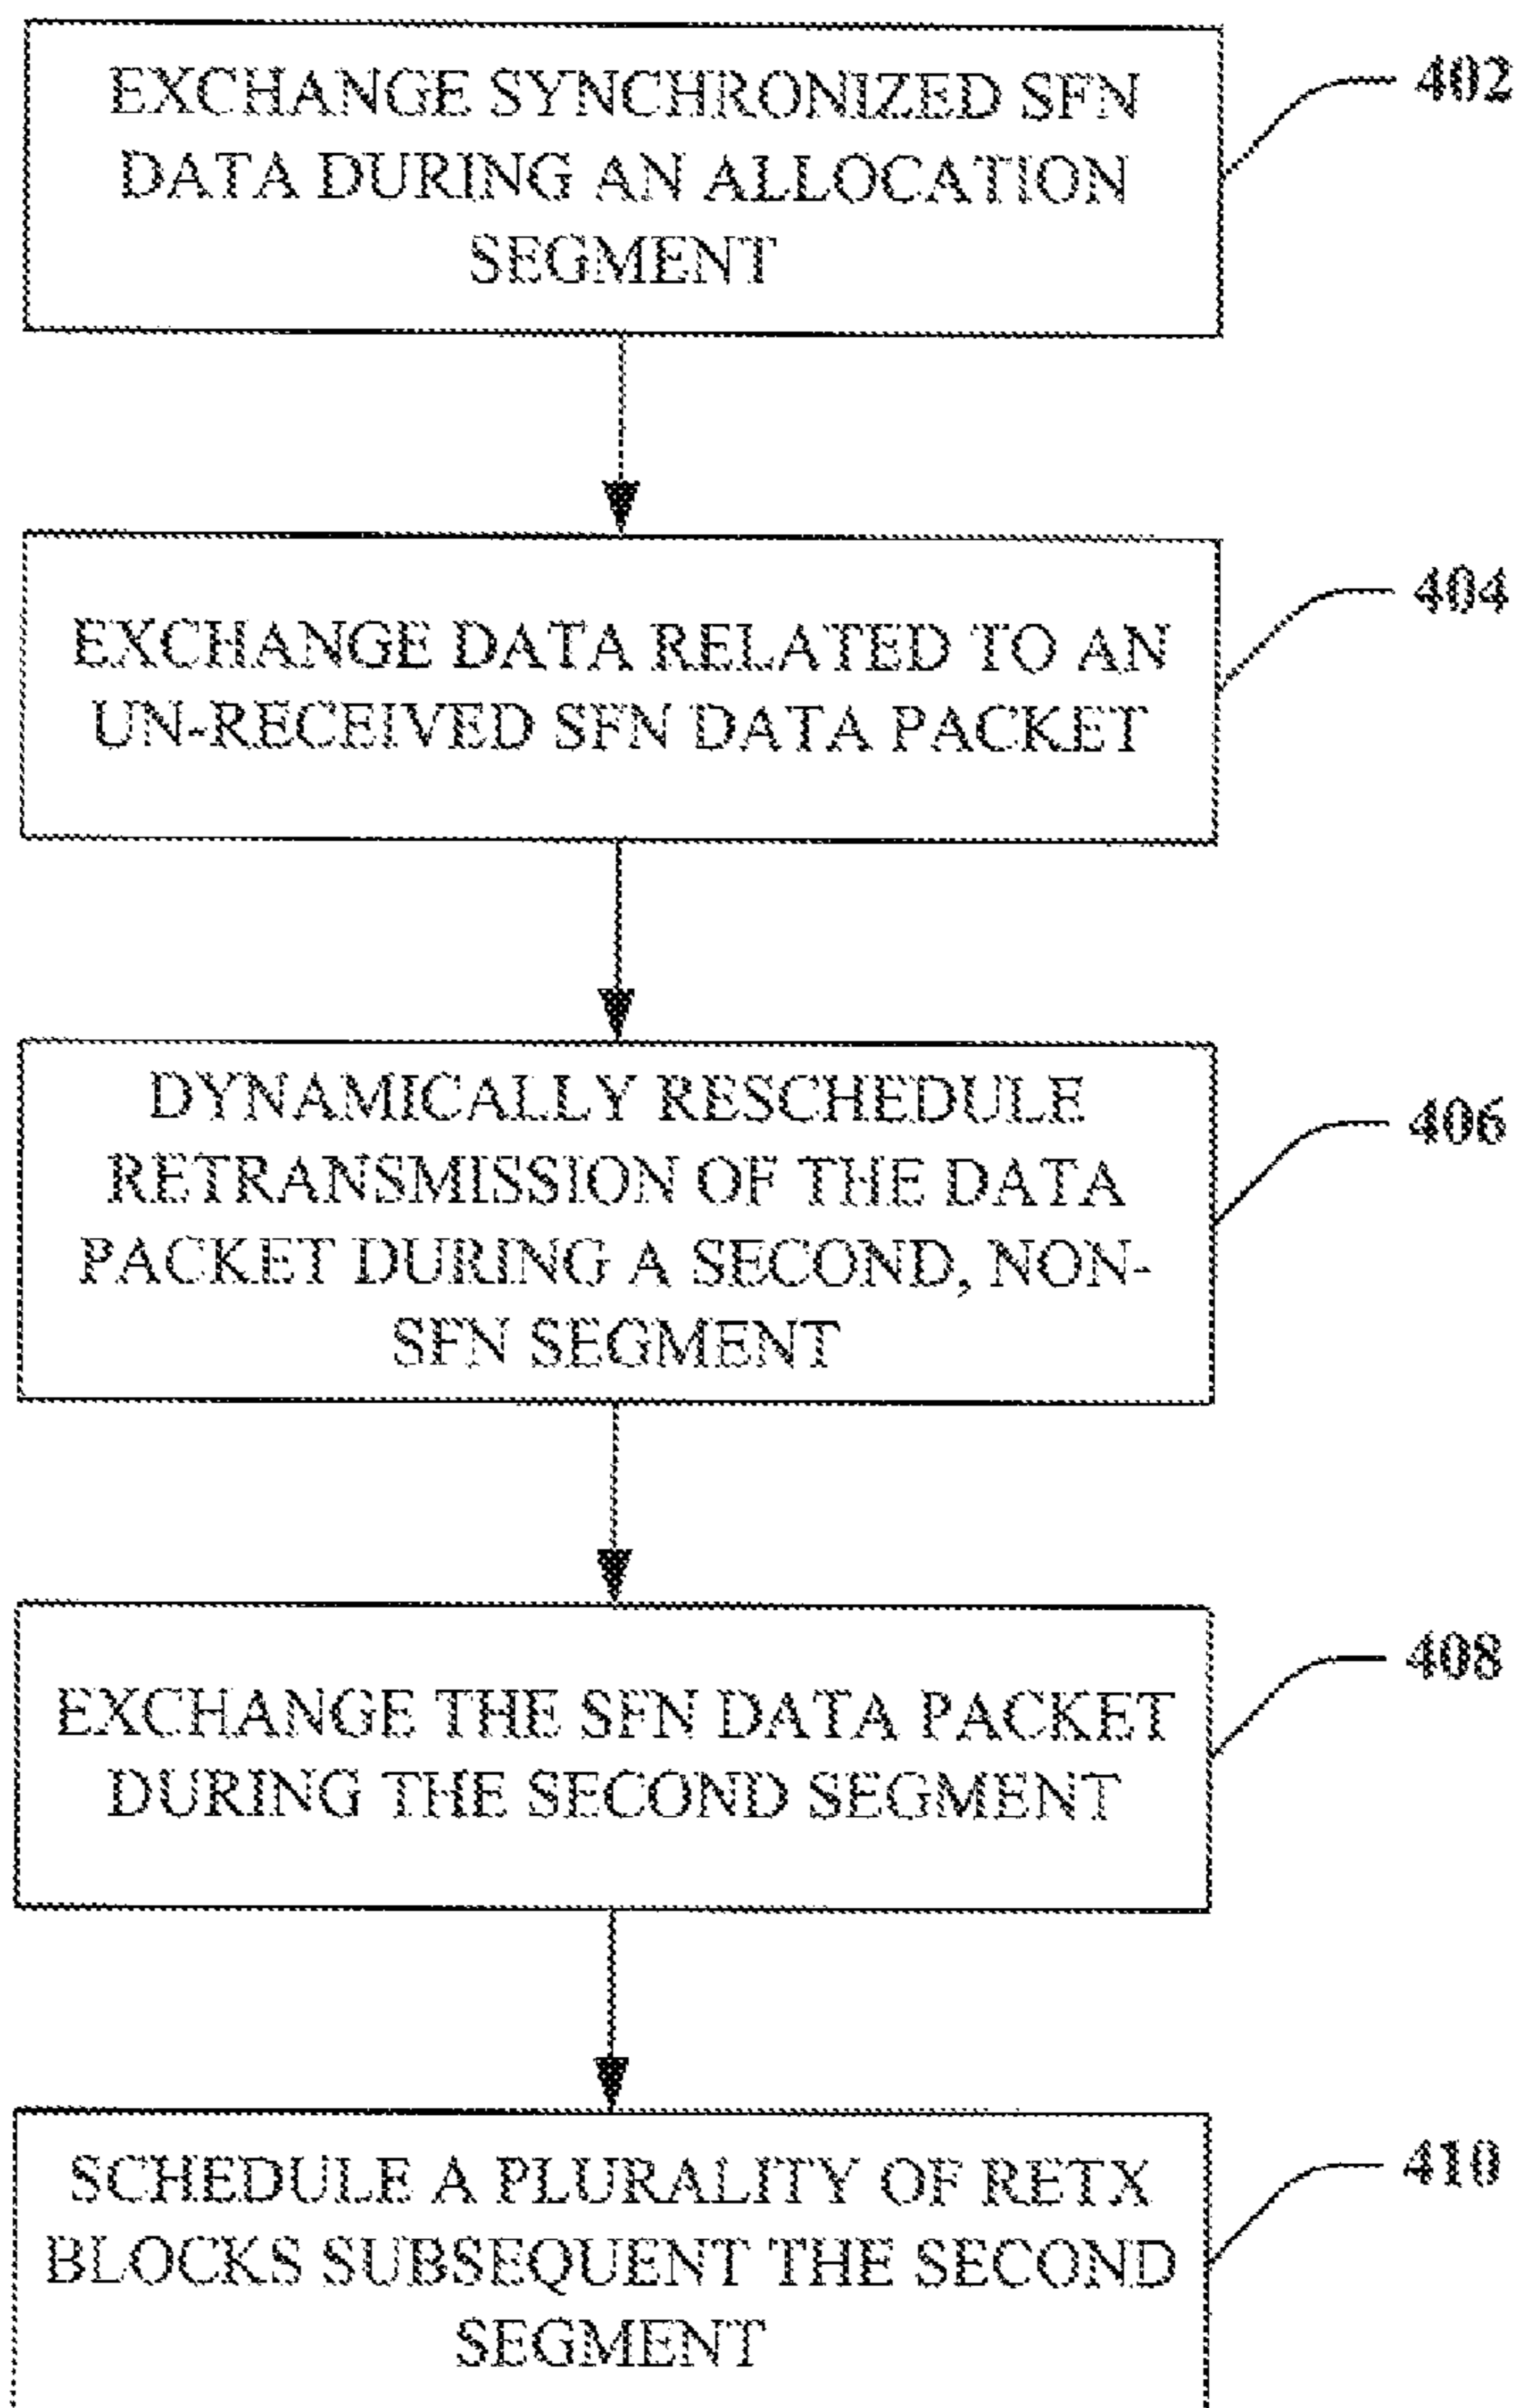 EXCHANGE SYNCHRONIZED SFN
DATA DURING AN ALLOCATION
SEGMENT
402
EXCHANGE DATA RELATED TO AN
UN-RECEIVED SFN DATA PACKET
404
DYNAMICALLY RESCHEDULE
RETRANSMISSION OF THE DATA
PACKET DURING A SECOND, NON-
SFN SEGMENT
406
EXCHANGE THE SFN DATA PACKET
DURING THE SECOND SEGMENT
408
SCHEDULE A PLURALITY OF RETX
BLOCKS SUBSEQUENT THE SECOND
SEGMENT
410